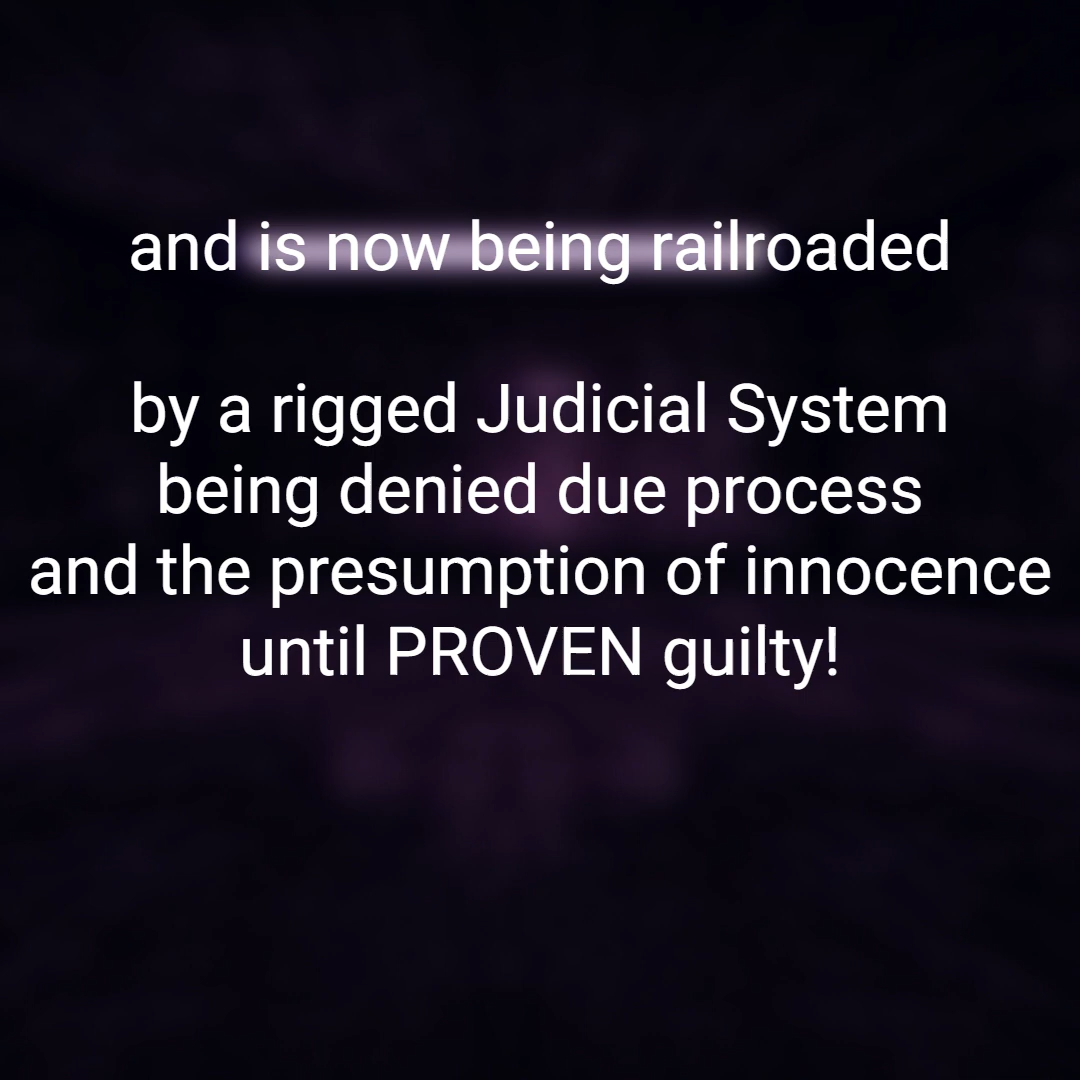 and is now being railroaded
by a rigged Judicial System
being denied due process
and the presumption of innocence
until PROVEN guilty!